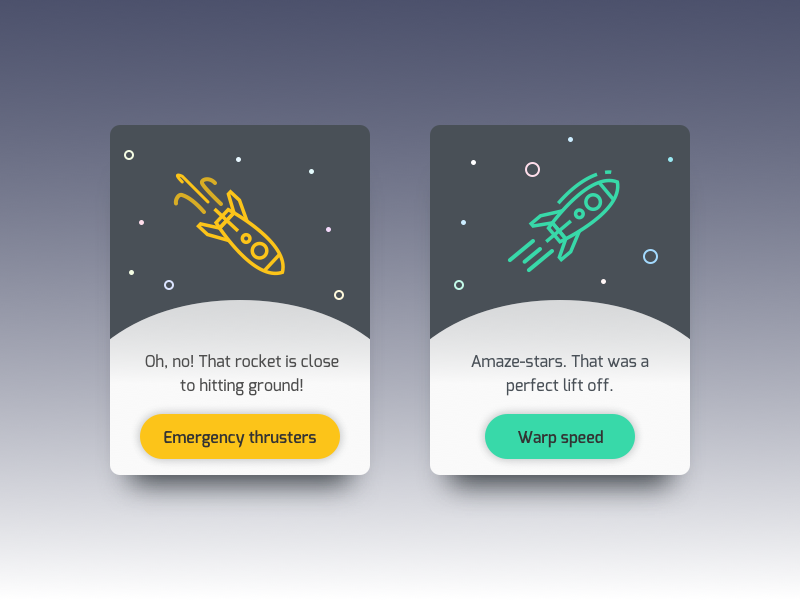 Oh, no! That rocket is close
to hitting ground!
Emergency thrusters
Amaze-stars. That was a
perfect lift off.
Warp speed